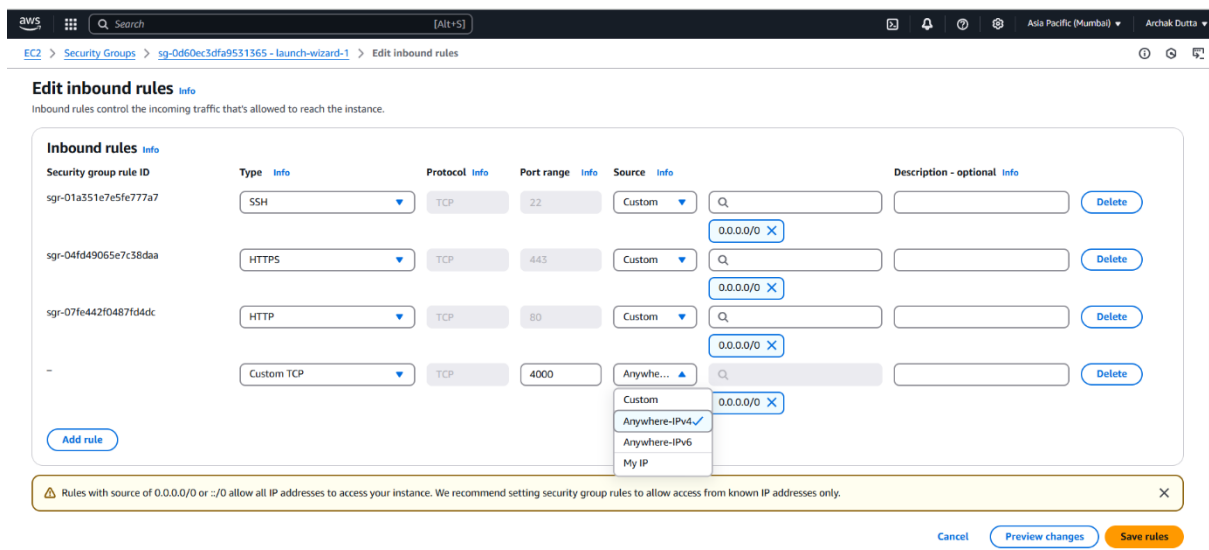 aws Search [Alt+S] Asia Pacific (Mumbai) Archak Dutta
EC2 > Security Groups > sg-0d60ec3dfa9531365 - launch-wizard-1 > Edit inbound rules
Edit inbound rules Info
Inbound rules control the incoming traffic that's allowed to reach the instance.
Inbound rules Info
Security group rule ID Type Info Protocol Info Port range Info Source Info Description - optional Info
sgr-01a351e7e5fe777a7 SSH TCP 22 Custom Delete
0.0.0.0/0
sgr-04fd49065e7c38daa HTTPS TCP 443 Custom Delete
0.0.0.0/0
sgr-07fe442f0487fd4dc HTTP TCP 80 Custom Delete
0.0.0.0/0
– Custom TCP TCP 4000 Anywhe... Delete
Custom 0.0.0.0/0
Anywhere-IPv4
Anywhere-IPv6
Add rule
My IP
Rules with source of 0.0.0.0/0 or ::/0 allow all IP addresses to access your instance. We recommend setting security group rules to allow access from known IP addresses only.
Cancel Preview changes Save rules